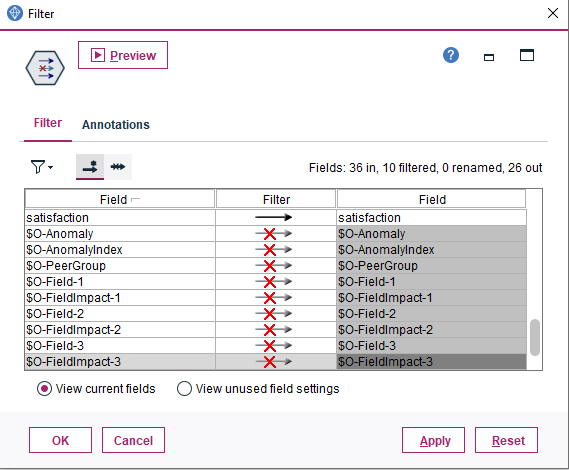 Filter
Preview
?
Filter Annotations
Fields: 36 in, 10 filtered, 0 renamed, 26 out
Field Filter Field
satisfaction satisfaction
$O-Anomaly $O-Anomaly
$O-AnomalyIndex $O-AnomalyIndex
$O-PeerGroup $O-PeerGroup
$O-Field-1 $O-Field-1
$O-FieldImpact-1 $O-FieldImpact-1
$O-Field-2 $O-Field-2
$O-FieldImpact-2 $O-FieldImpact-2
$O-Field-3 $O-Field-3
$O-FieldImpact-3 $O-FieldImpact-3
View current fields View unused field settings
OK Cancel Apply Reset